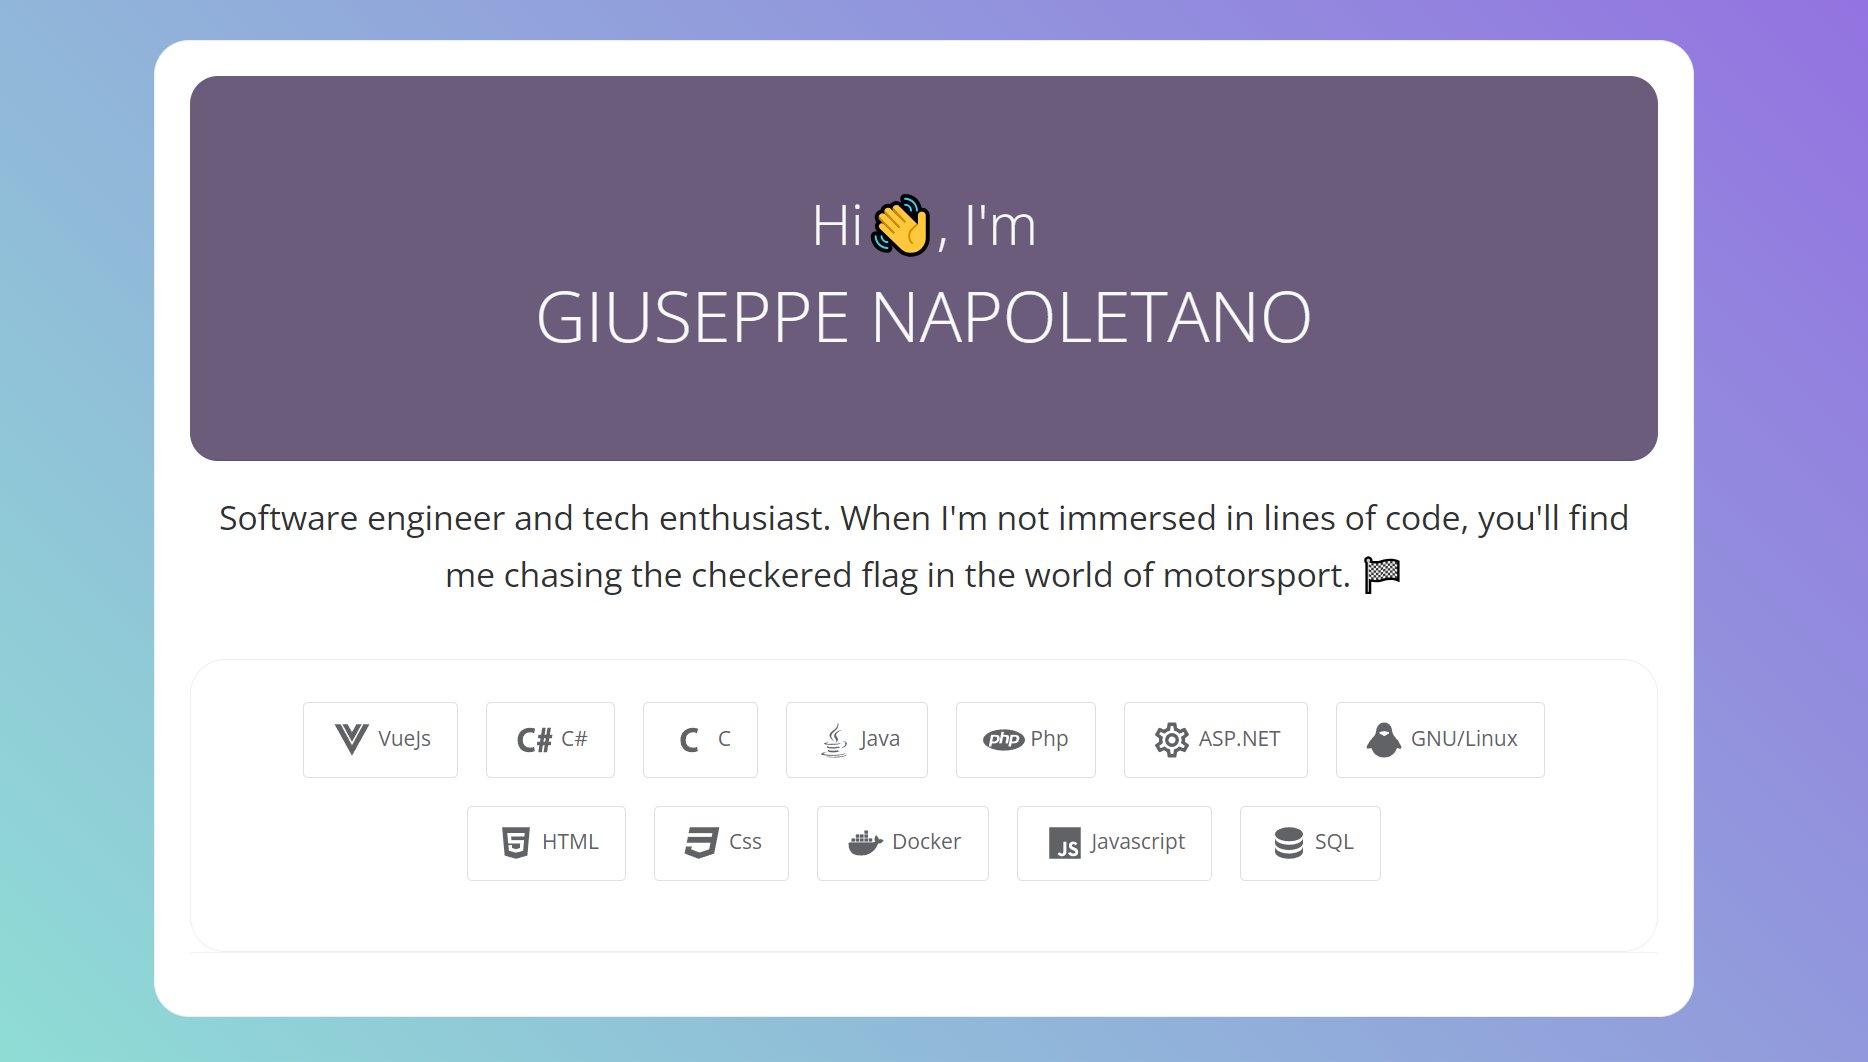 Hi👋, I'm
GIUSEPPE NAPOLETANO
Software engineer and tech enthusiast. When I'm not immersed in lines of code, you'll find
me chasing the checkered flag in the world of motorsport. 🏁
VueJs
C# C#
C C
Java
php Php
ASP.NET
GNU/Linux
5 HTML
3 Css
Docker
JS Javascript
SQL